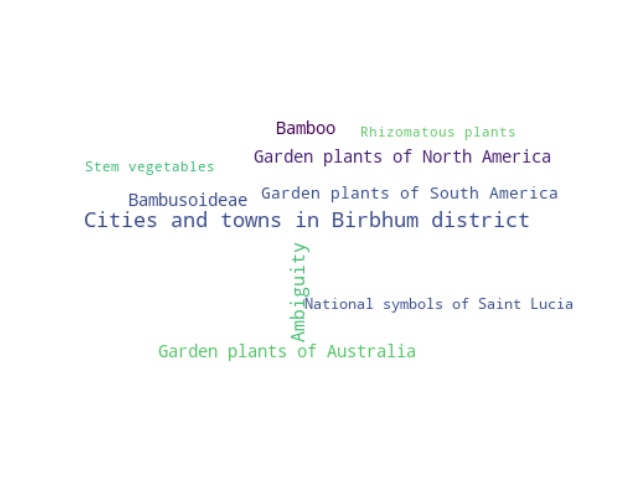 Bamboo
Rhizomatous plants
Garden plants of North America
Stem vegetables
Garden plants of South America
Bambusoideae
Cities and towns in Birbhum district
Ambiguity
National symbols of Saint Lucia
Garden plants of Australia